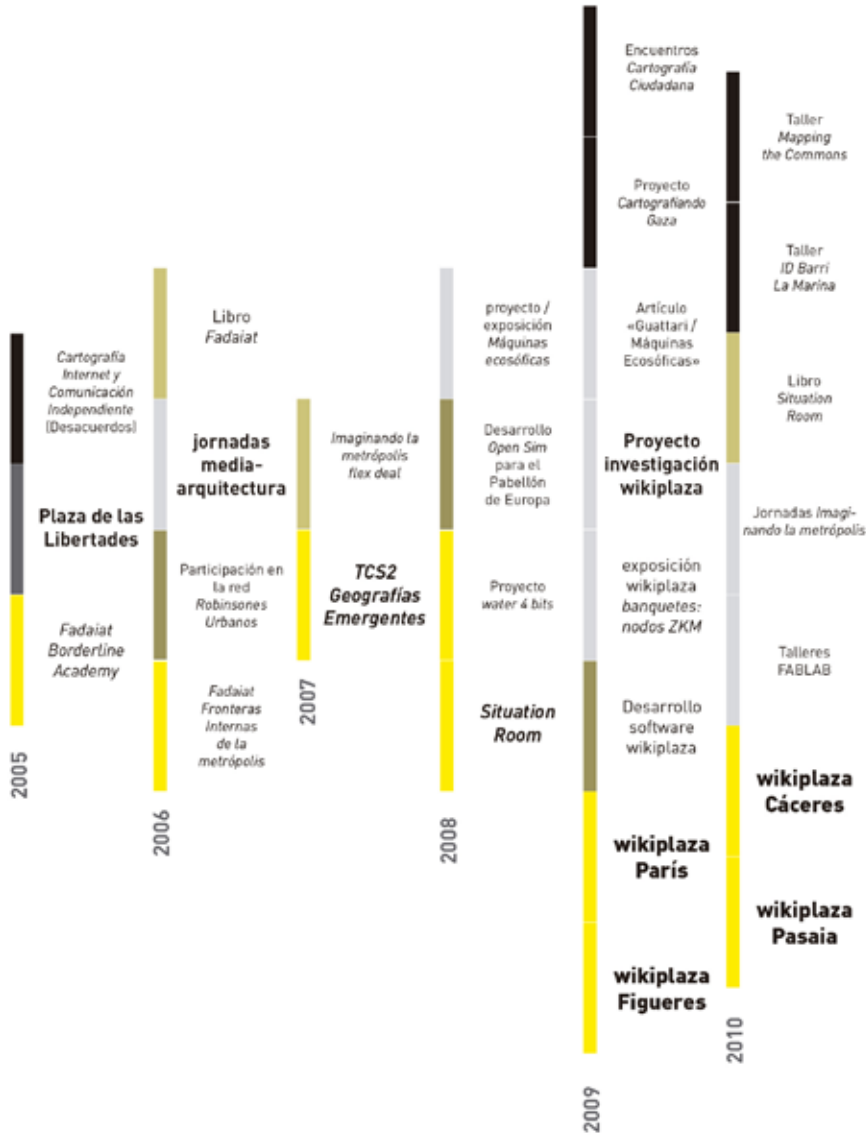 Cartografía
Internet y
Comunicación
Independiente
(Desacuerdos)
Plaza de las
Libertades
Fadaiat
Borderline
Academy
2005
Libro
Fadaiat
jornadas
media-
arquitectura
Participación en
la red
Robinsones
Urbanos
Fadaiat
Fronteras
Internas
de la
metrópolis
2006
Imaginando la
metrópolis
flex deal
TCS2
Geografías
Emergentes
2007
proyecto /
exposición
Máquinas
ecosóficas
Desarrollo
Open Sim
para el
Pabellón
de Europa
Proyecto
water 4 bits
Situation
Room
2008
Encuentros
Cartografía
Ciudadana
Proyecto
Cartografiando
Gaza
Artículo
«Guattari /
Máquinas
Ecosóficas»
Proyecto
investigación
wikiplaza
exposición
wikiplaza
banquetes:
nodos ZKM
Desarrollo
software
wikiplaza
wikiplaza
París
wikiplaza
Figueres
2009
Taller
Mapping
the Commons
Taller
ID Barri
La Marina
Libro
Situation
Room
Jornadas Imagi-
nando la metrópolis
Talleres
FABLAB
wikiplaza
Cáceres
wikiplaza
Pasaia
2010